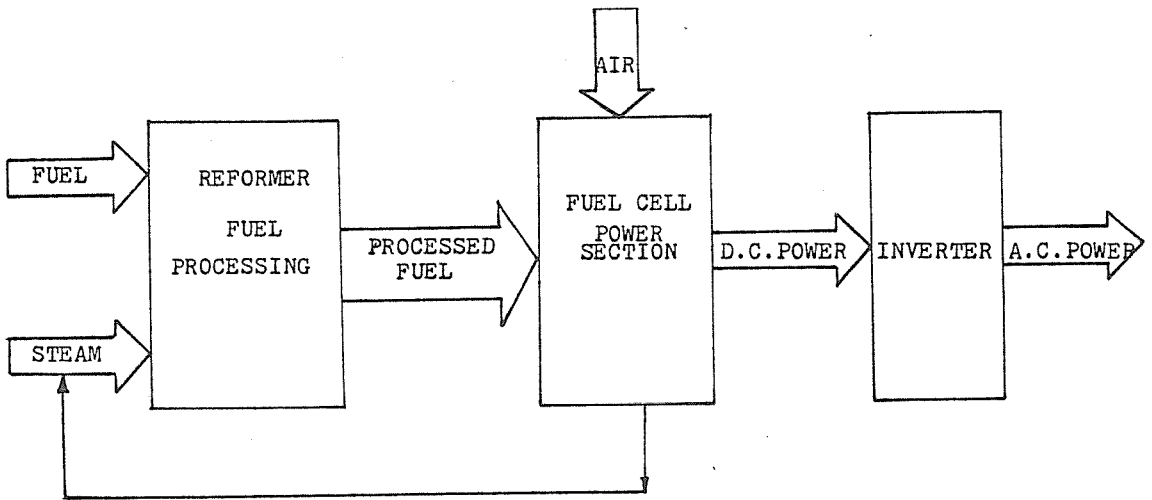 AIR
FUEL
REFORMER
FUEL
PROCESSING
STEAM
PROCESSED
FUEL
FUEL CELL
POWER
SECTION
D.C.POWER
INVERTER
A.C.POWER